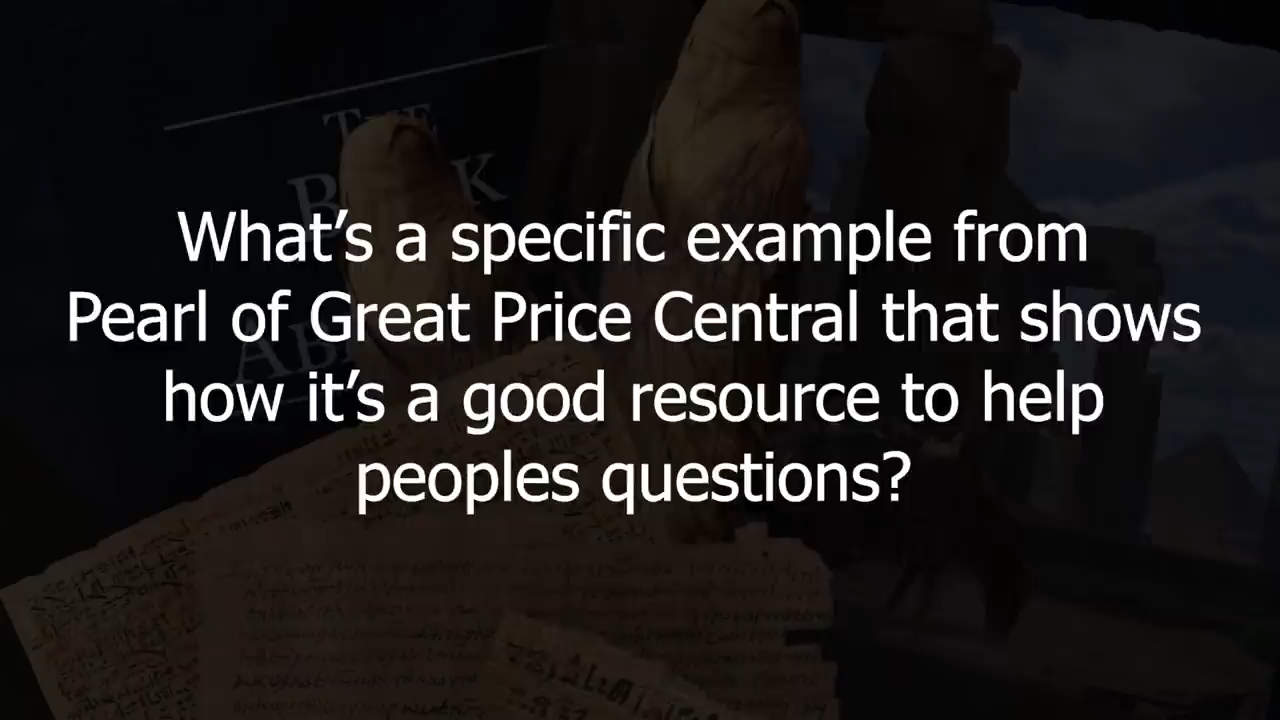 THE
What's a specific example from
Pearl of Great Price Central that shows
how it's a good resource to help
peoples questions?